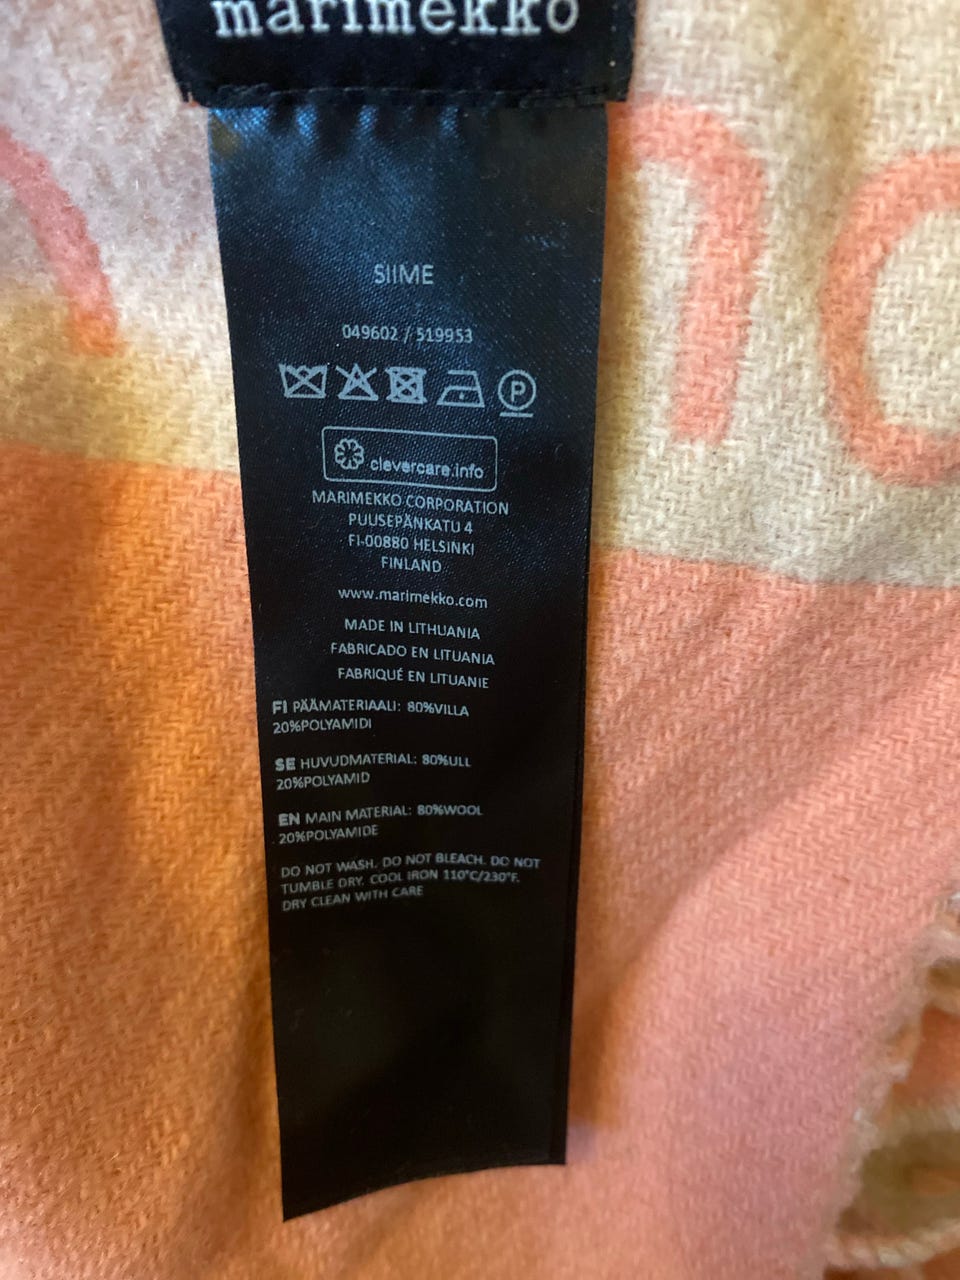 marimekko
SIIME
049602 / 519953
P
clevercare.info
MARIMEKKO CORPORATION
PUUSEPÄNKATU 4
FI-00880 HELSINKI
FINLAND
www.marimekko.com
MADE IN LITHUANIA
FABRICADO EN LITUANIA
FABRIQUÉ EN LITUANIE
FI PÄÄMATERIAALI: 80%VILLA
20%POLYAMIDI
SE HUVUDMATERIAL: 80%ULL
20%POLYAMID
EN MAIN MATERIAL: 80%WOOL
20%POLYAMIDE
DO NOT WASH. DO NOT BLEACH. DO NOT
TUMBLE DRY. COOL IRON 110°C/230°F.
DRY CLEAN WITH CARE